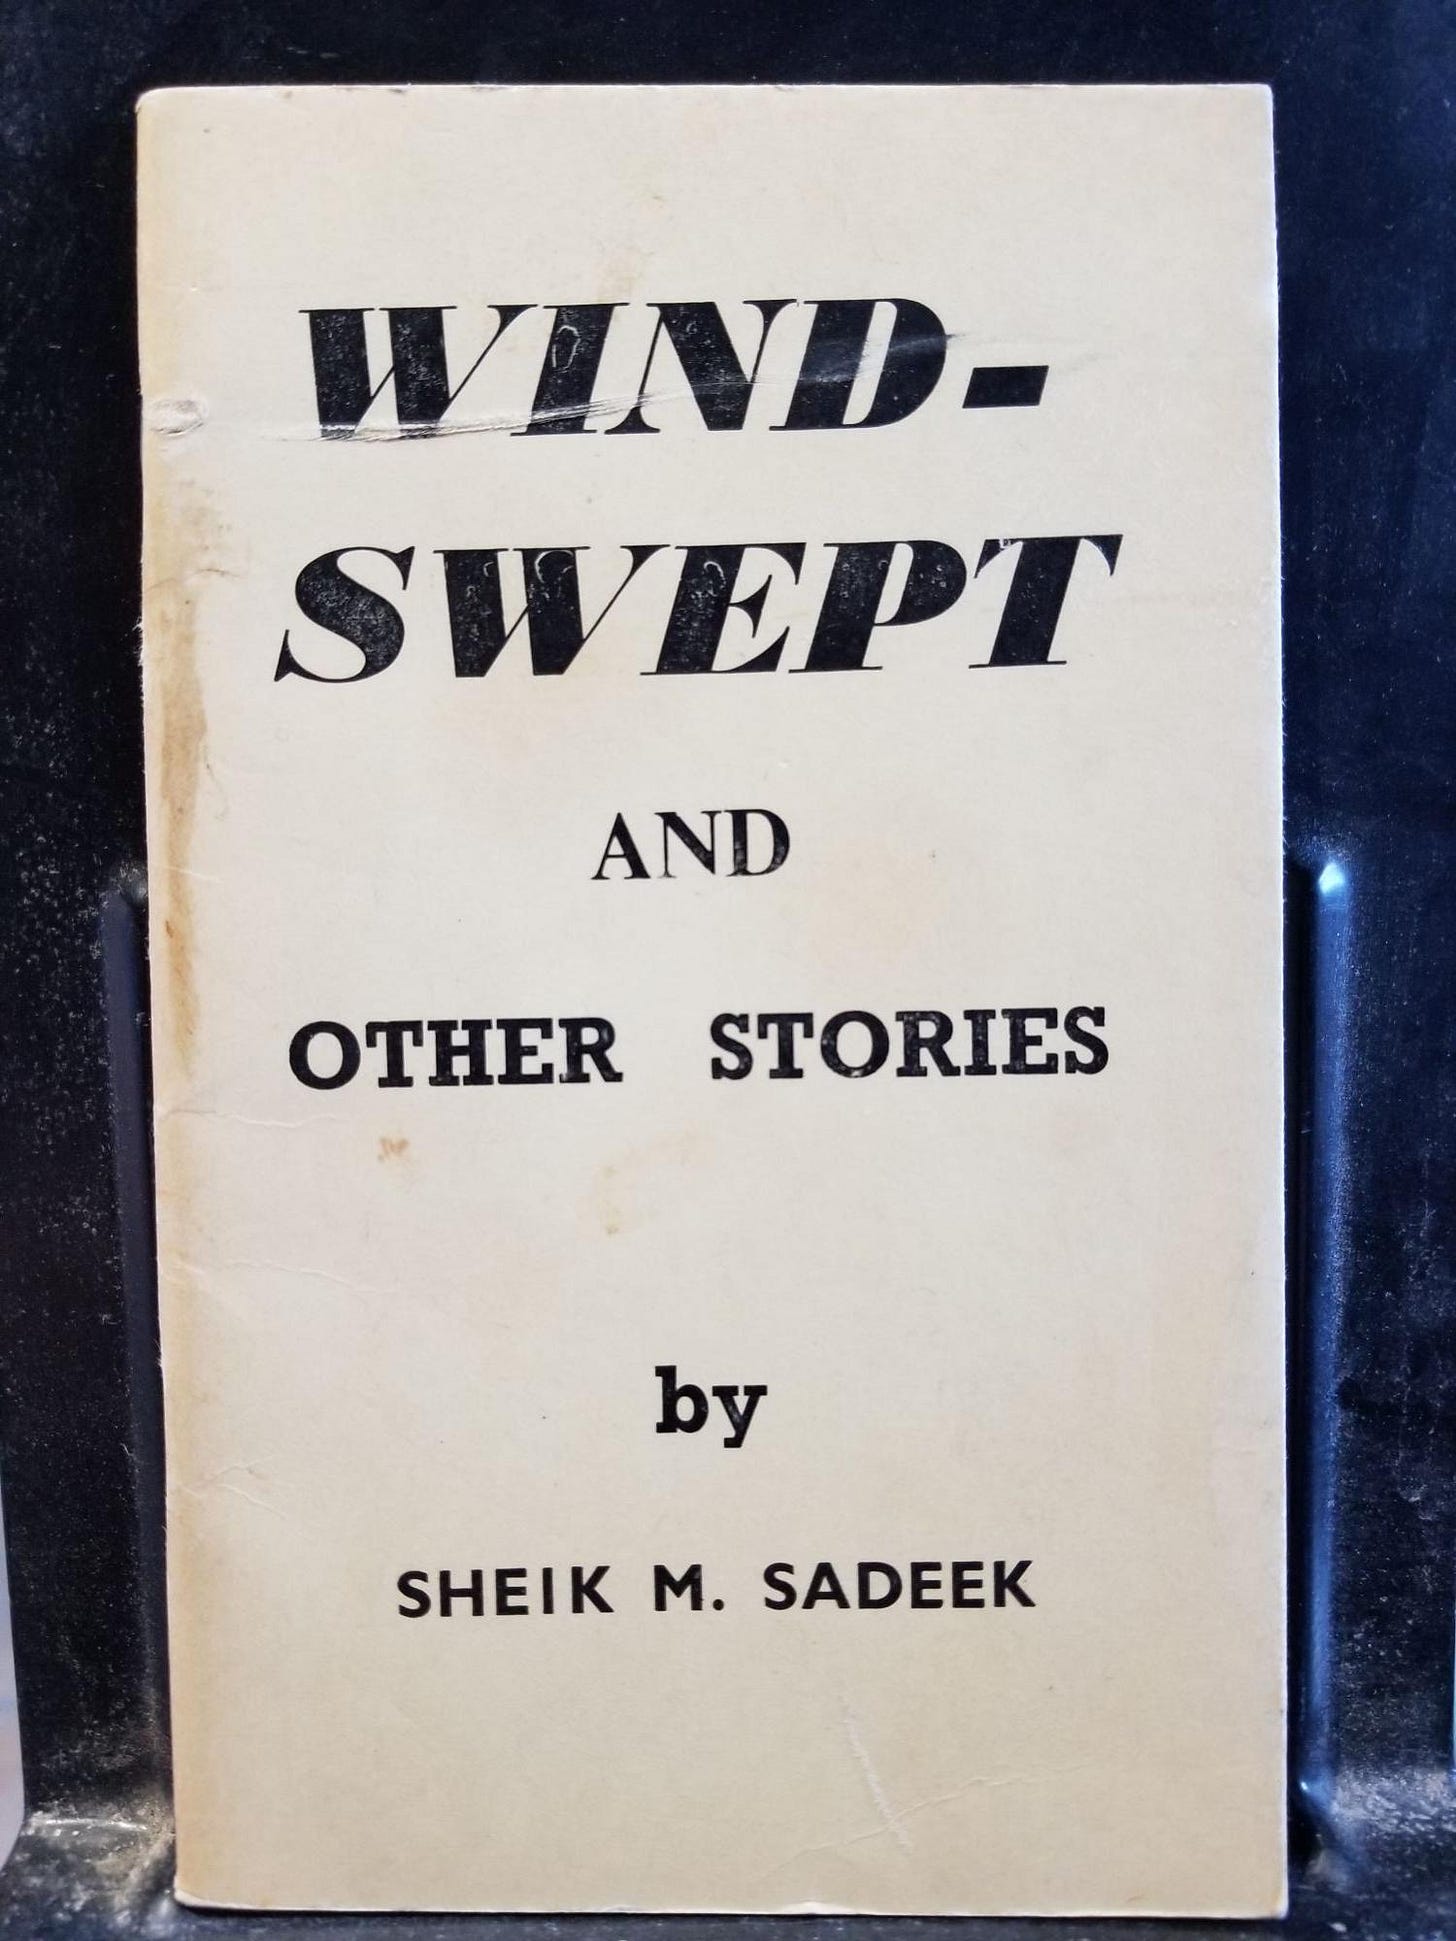 WIND-
SWEPT
AND
OTHER STORIES
by
SHEIK M. SADEEK